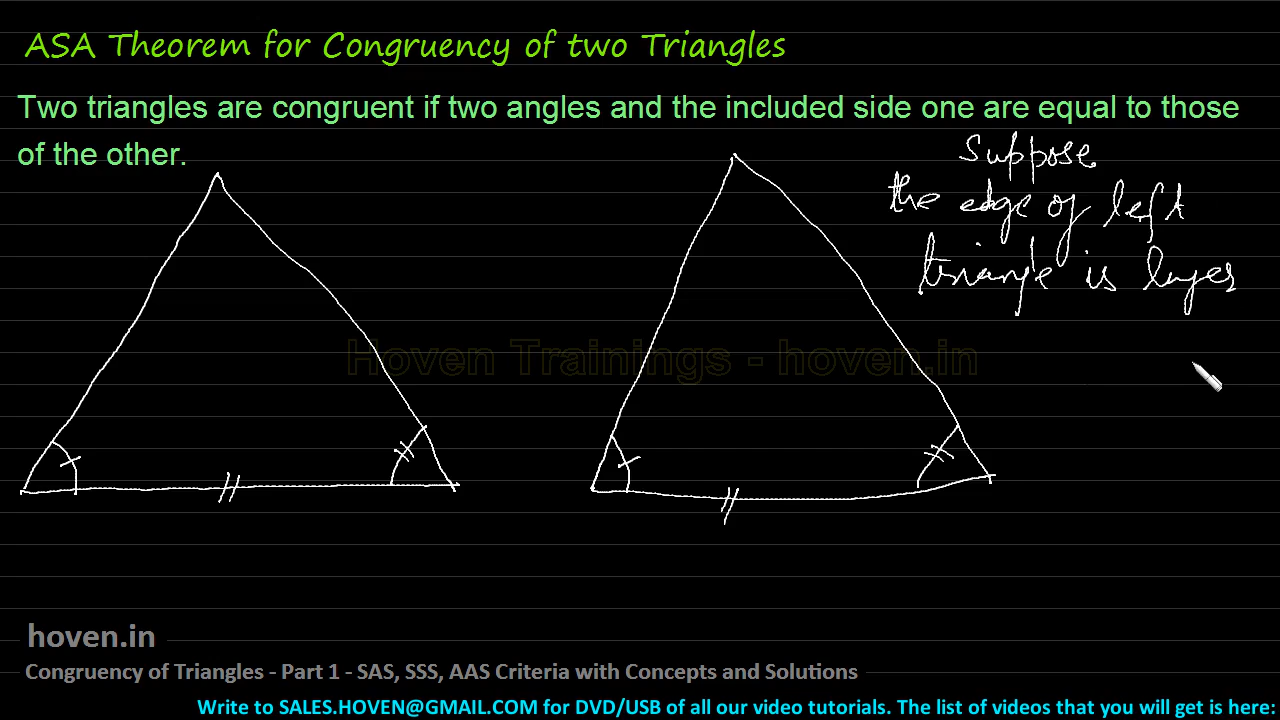 ASA Theorem for Congruency of two Triangles
Two triangles are congruent if two angles and the included side one are equal to those
of the other.
Suppose
the edge of left
triangle is larger
Hoven Trainings - hoven.in
hoven.in
Congruency of Triangles - Part 1 - SAS, SSS, AAS Criteria with Concepts and Solutions
Write to SALES.HOVEN@GMAIL.COM for DVD/USB of all our video tutorials. The list of videos that you will get is here: